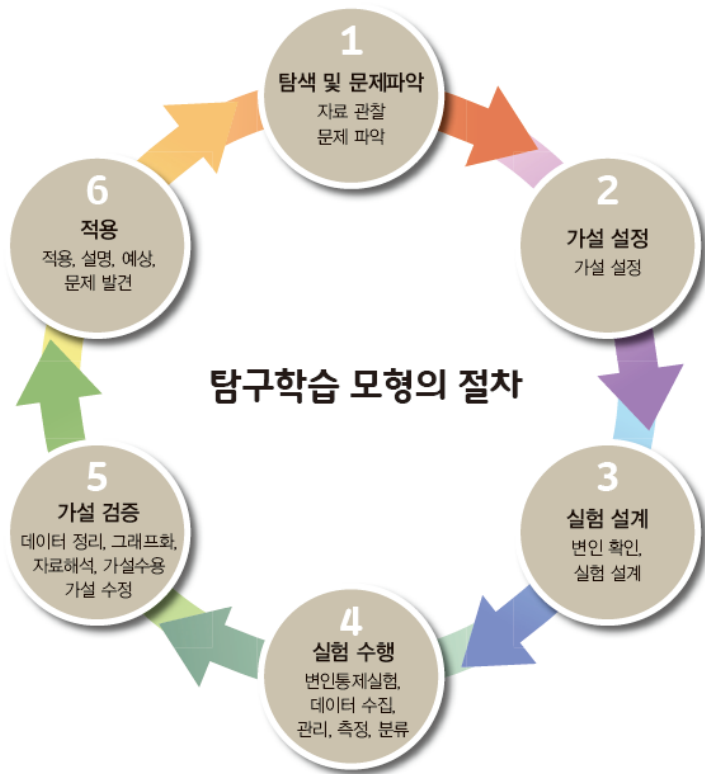 1
탐색 및 문제파악
자료 관찰
문제 파악
2
가설 설정
가설 설정
3
실험 설계
변인 확인,
실험 설계
4
실험 수행
변인통제실험,
데이터 수집,
관리, 측정, 분류
5
가설 검증
데이터 정리, 그래프화,
자료해석, 가설수용
가설 수정
6
적용
적용, 설명, 예상,
문제 발견
탐구학습 모형의 절차